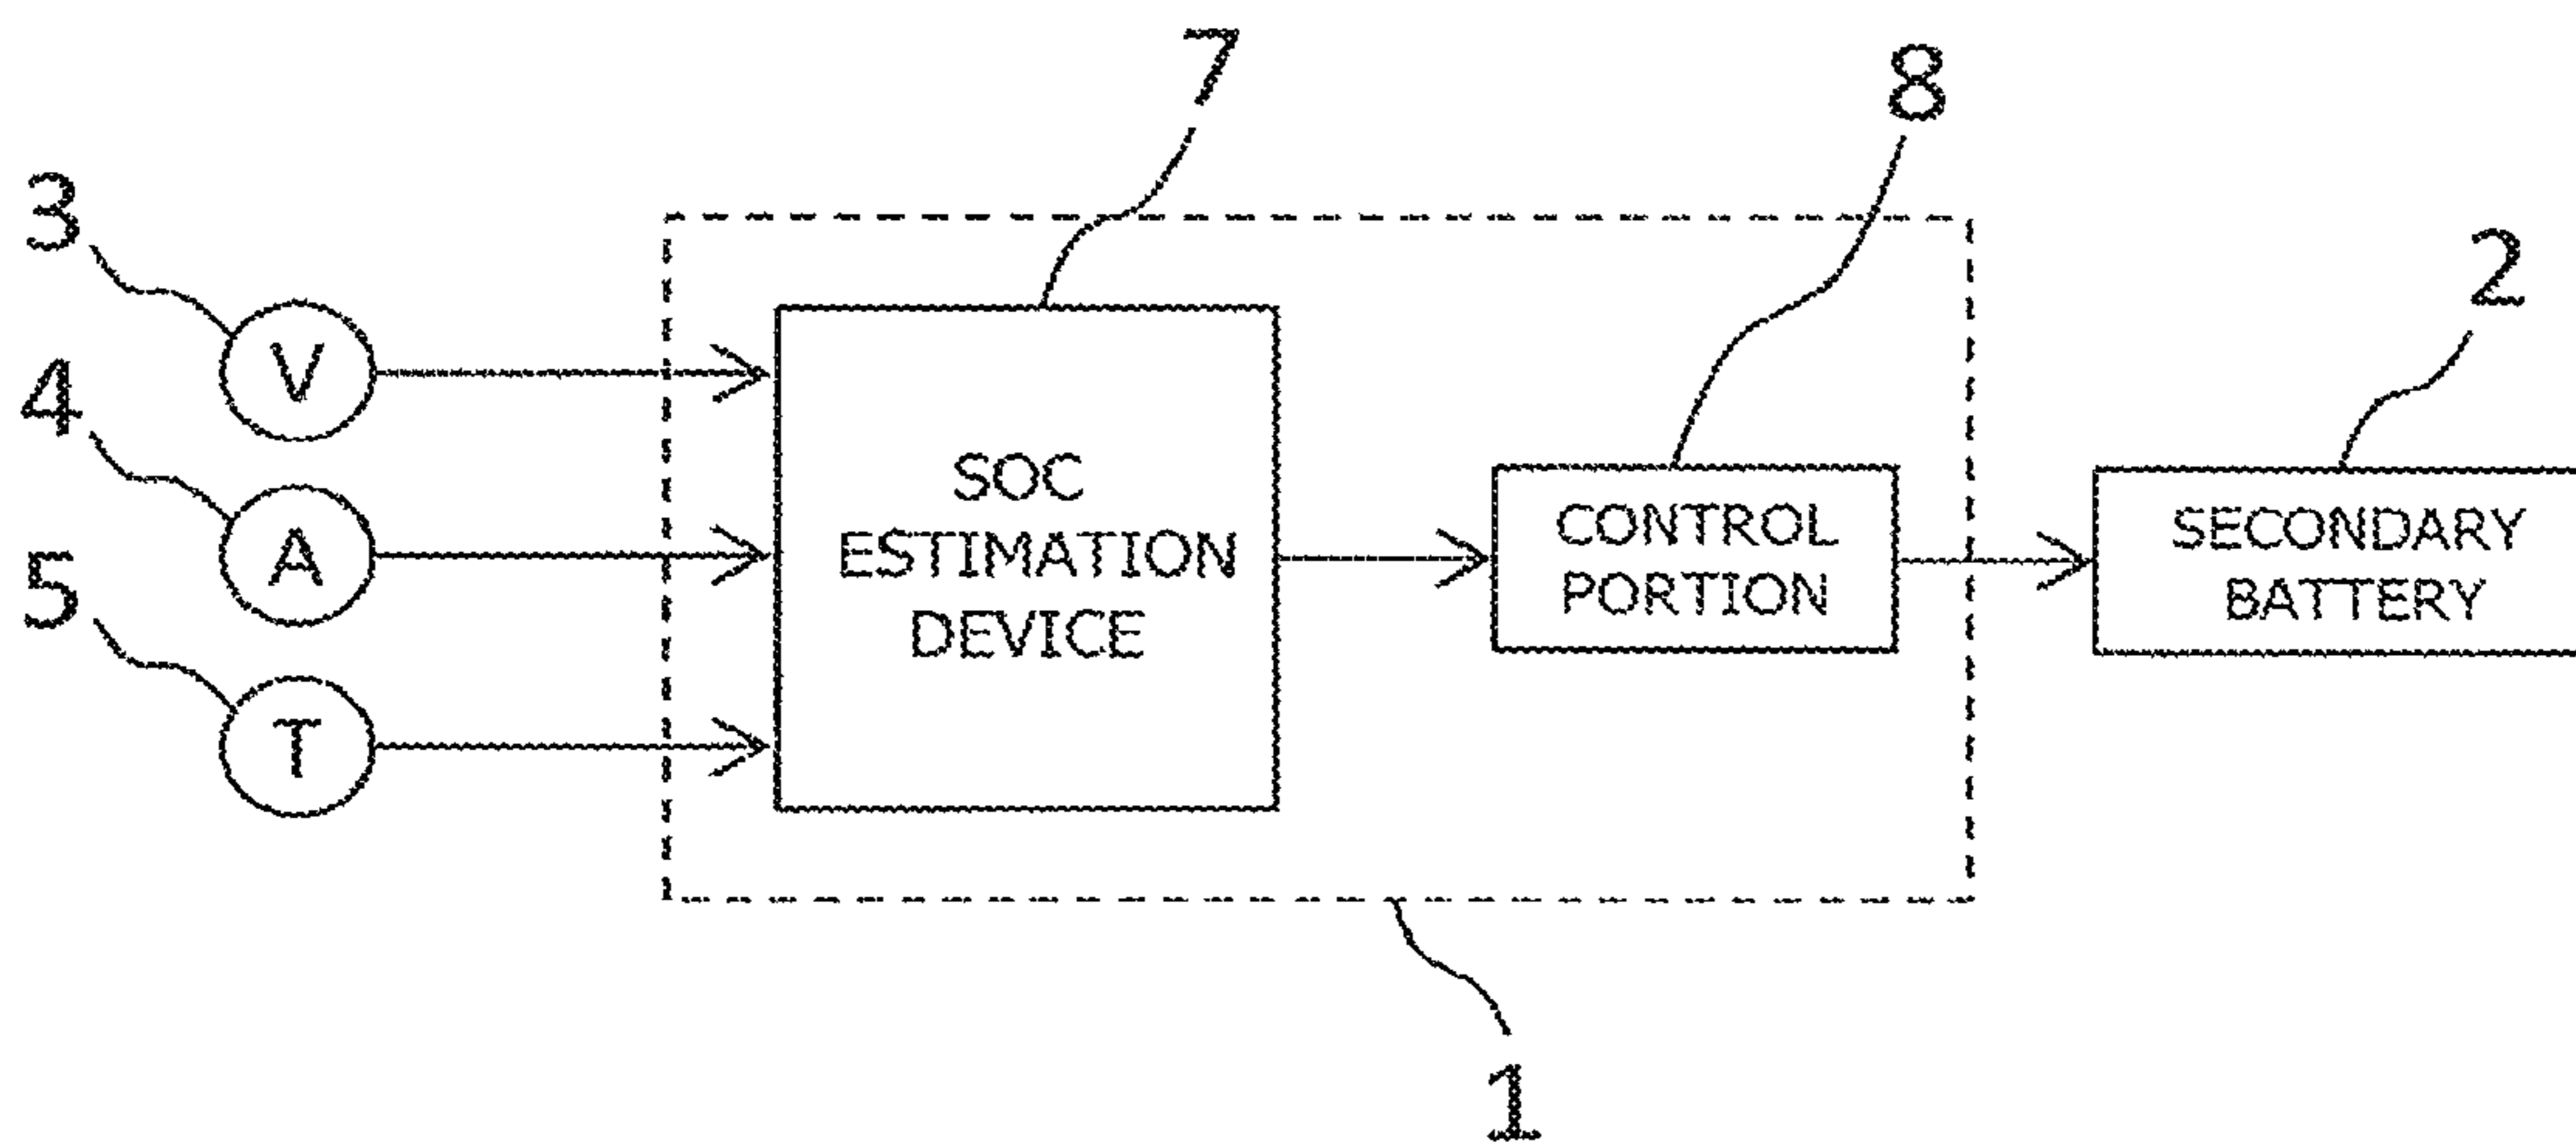 7
8
3
2
V
4
SOC
ESTIMATION
DEVICE
A
CONTROL
PORTION
SECONDARY
BATTERY
5
T
1